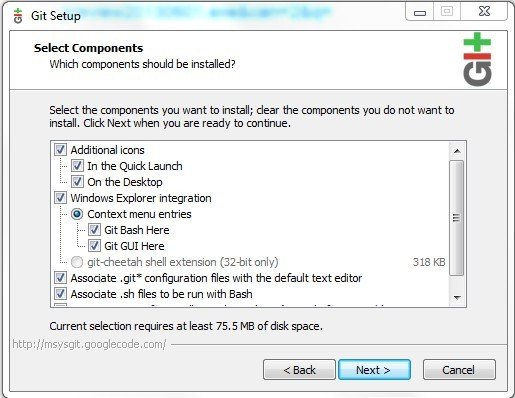 Git Setup
Select Components
Which components should be installed?
Git
Select the components you want to install; clear the components you do not want to
install. Click Next when you are ready to continue.
Additional icons
In the Quick Launch
On the Desktop
Windows Explorer integration
Context menu entries
Git Bash Here
Git GUI Here
git-cheetah shell extension (32-bit only) 318 KB
Associate .git* configuration files with the default text editor
Associate .sh files to be run with Bash
Current selection requires at least 75.5 MB of disk space.
http://msysgit.googlecode.com/
< Back Next > Cancel